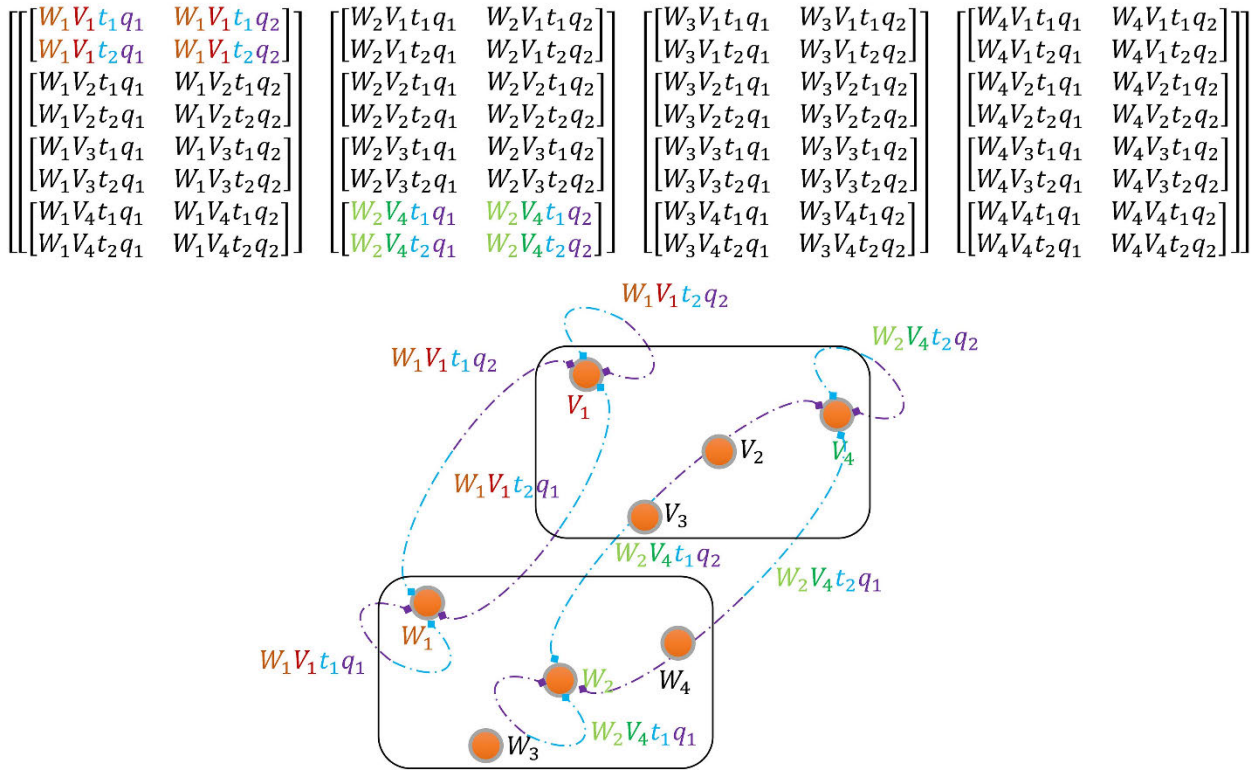 W₁V₁t₁q₁ W₁V₁t₁q₂ W₂V₁t₁q₁ W₂V₁t₁q₂ W₃V₁t₁q₁ W₃V₁t₁q₂ W₄V₁t₁q₁ W₄V₁t₁q₂
W₁V₁t₂q₁ W₁V₁t₂q₂ W₂V₁t₂q₁ W₂V₁t₂q₂ W₃V₁t₂q₁ W₃V₁t₂q₂ W₄V₁t₂q₁ W₄V₁t₂q₂
W₁V₂t₁q₁ W₁V₂t₁q₂ W₂V₂t₁q₁ W₂V₂t₁q₂ W₃V₂t₁q₁ W₃V₂t₁q₂ W₄V₂t₁q₁ W₄V₂t₁q₂
W₁V₂t₂q₁ W₁V₂t₂q₂ W₂V₂t₂q₁ W₂V₂t₂q₂ W₃V₂t₂q₁ W₃V₂t₂q₂ W₄V₂t₂q₁ W₄V₂t₂q₂
W₁V₃t₁q₁ W₁V₃t₁q₂ W₂V₃t₁q₁ W₂V₃t₁q₂ W₃V₃t₁q₁ W₃V₃t₁q₂ W₄V₃t₁q₁ W₄V₃t₁q₂
W₁V₃t₂q₁ W₁V₃t₂q₂ W₂V₃t₂q₁ W₂V₃t₂q₂ W₃V₃t₂q₁ W₃V₃t₂q₂ W₄V₃t₂q₁ W₄V₃t₂q₂
W₁V₄t₁q₁ W₁V₄t₁q₂ W₂V₄t₁q₁ W₂V₄t₁q₂ W₃V₄t₁q₁ W₃V₄t₁q₂ W₄V₄t₁q₁ W₄V₄t₁q₂
W₁V₄t₂q₁ W₁V₄t₂q₂ W₂V₄t₂q₁ W₂V₄t₂q₂ W₃V₄t₂q₁ W₃V₄t₂q₂ W₄V₄t₂q₁ W₄V₄t₂q₂
W₁V₁t₂q₂
W₂V₄t₂q₂
W₁V₁t₁q₂
V₁
V₂
V₄
W₁V₁t₂q₁
V₃
W₂V₄t₁q₂
W₂V₄t₂q₁
W₁
W₁V₁t₁q₁
W₂
W₄
W₂V₄t₁q₁
W₃